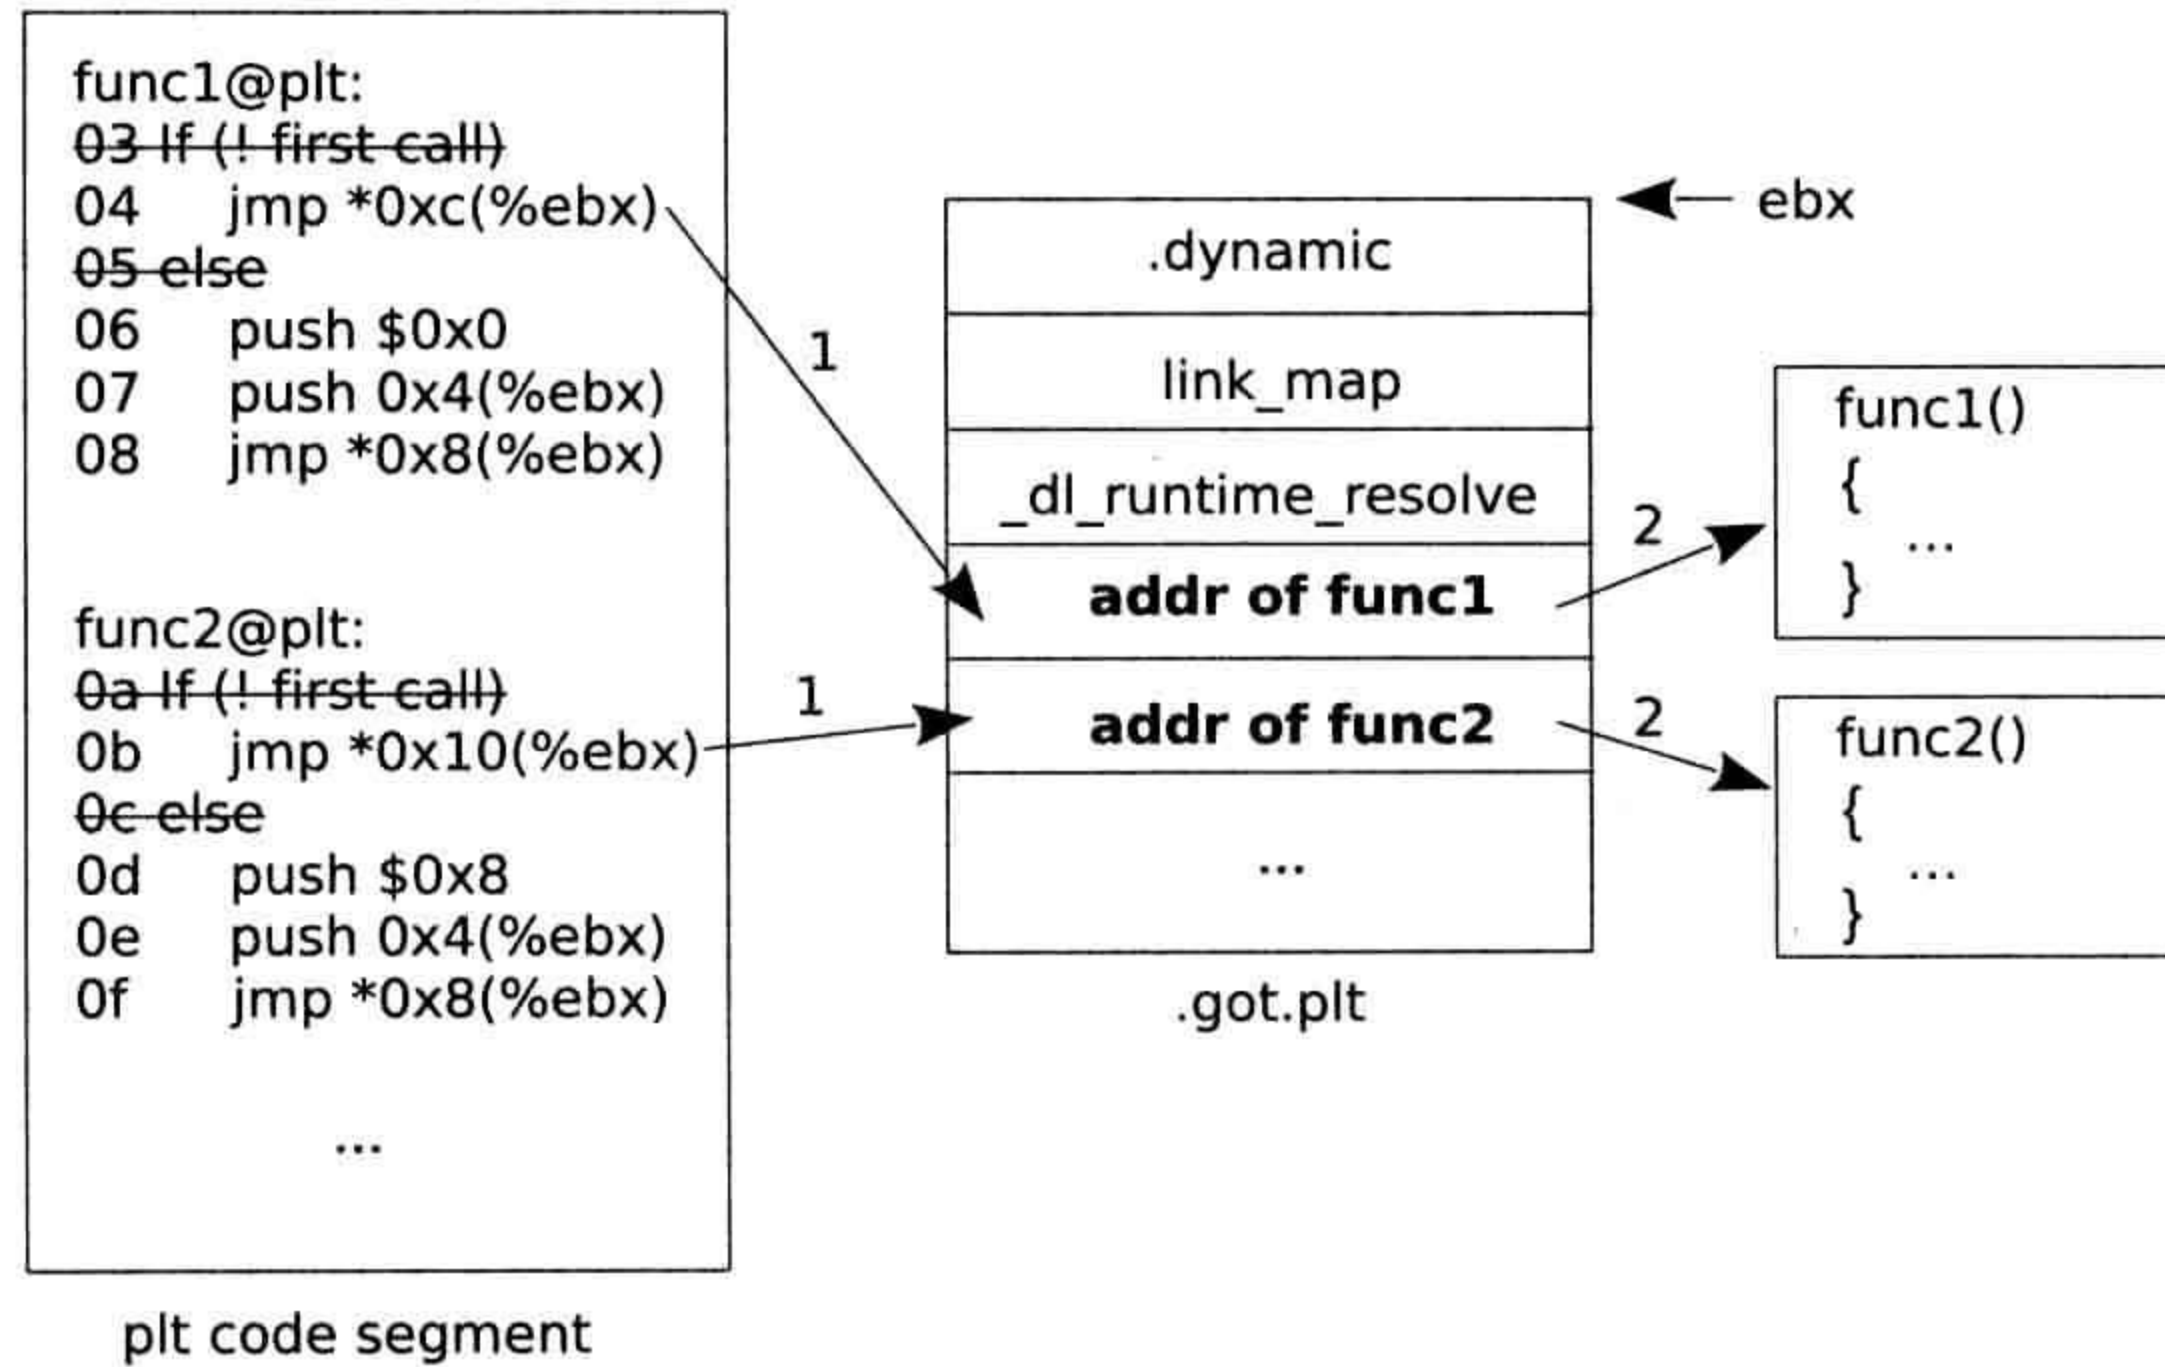 func1@plt:
03 If (! first call)
04 jmp *0xc(%ebx)
05 else
06 push $0x0
07 push 0x4(%ebx)
08 jmp *0x8(%ebx)
func2@plt:
0a If (! first call)
0b jmp *0x10(%ebx)
0c else
0d push $0x8
0e push 0x4(%ebx)
0f jmp *0x8(%ebx)
...
plt code segment
1
1
ebx
.dynamic
link_map
_dl_runtime_resolve
addr of func1
addr of func2
...
.got.plt
2
2
func1()
{
...
}
func2()
{
...
}